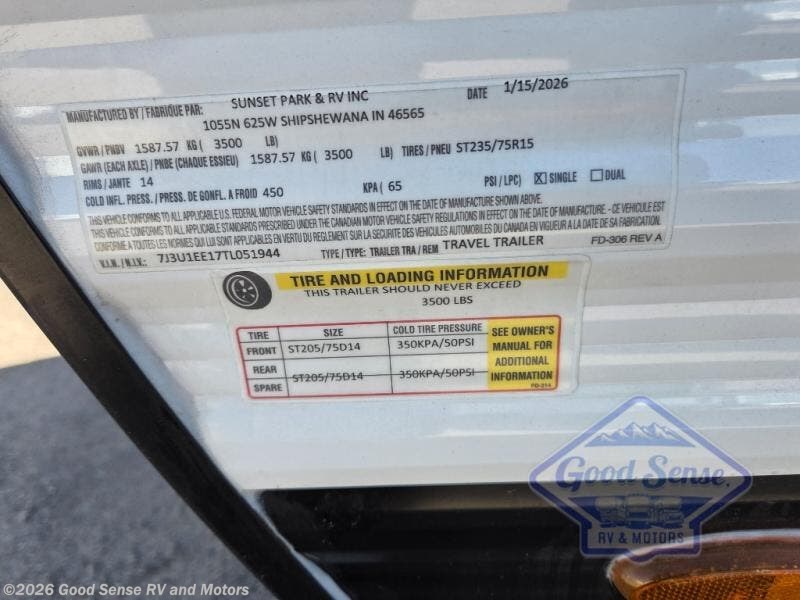 MANUFACTURED BY / FABRIQUE PAR: SUNSET PARK & RV INC DATE 1/15/2026
1055N 625W SHIPSHEWANA IN 46565
GVWR / PNBV 1587.57 KG ( 3500 LB)
GAWR (EACH AXLE) / PNBE (CHAQUE ESSIEU) 1587.57 KG ( 3500 LB) TIRES / PNEU ST235/75R15
RIMS / JANTE 14
COLD INFL. PRESS. / PRESS. DE GONFL. A FROID 450 KPA ( 65 PSI / LPC) ☒ SINGLE ☐ DUAL
THIS VEHICLE CONFORMS TO ALL APPLICABLE U.S. FEDERAL MOTOR VEHICLE SAFETY STANDARDS IN EFFECT ON THE DATE OF MANUFACTURE SHOWN ABOVE.
THIS VEHICLE CONFORMS TO ALL APPLICABLE STANDARDS PRESCRIBED UNDER THE CANADIAN MOTOR VEHICLE SAFETY REGULATIONS IN EFFECT ON THE DATE OF MANUFACTURE - CE VEHICULE EST
CONFORME A TOUTES LES NORMES QUI LUI SONT APPLICABLES EN VERTU DU REGLEMENT SUR LA SECURITE DES VEHICULES AUTOMOBILES DU CANADA EN VIGUEUR A LA DATE DE SA FABRICATION.
V.I.N. / N.I.V.: 7J3U1EE17TL051944 TYPE / TYPE: TRAILER TRA / REM TRAVEL TRAILER FD-306 REV A
TIRE AND LOADING INFORMATION
THIS TRAILER SHOULD NEVER EXCEED
3500 LBS
TIRE SIZE COLD TIRE PRESSURE
FRONT ST205/75D14 350KPA/50PSI
REAR
SPARE ST205/75D14 350KPA/50PSI
SEE OWNER'S
MANUAL FOR
ADDITIONAL
INFORMATION
FD-314
Good Sense
RV & MOTORS
©2026 Good Sense RV and Motors